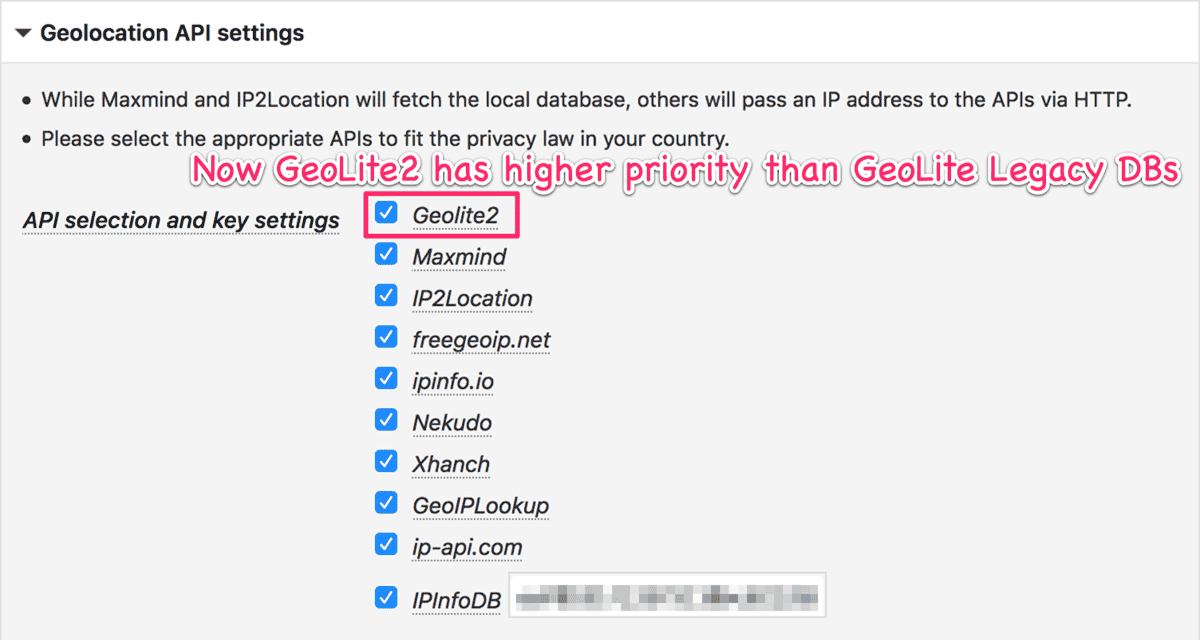 Geolocation API settings
While Maxmind and IP2Location will fetch the local database, others will pass an IP address to the APIs via HTTP.
Please select the appropriate APIs to fit the privacy law in your country.
Now GeoLite2 has higher priority than GeoLite Legacy DBs
API selection and key settings
Geolite2
Maxmind
IP2Location
freegeoip.net
ipinfo.io
Nekudo
Xhanch
GeoIPLookup
ip-api.com
IPInfoDB